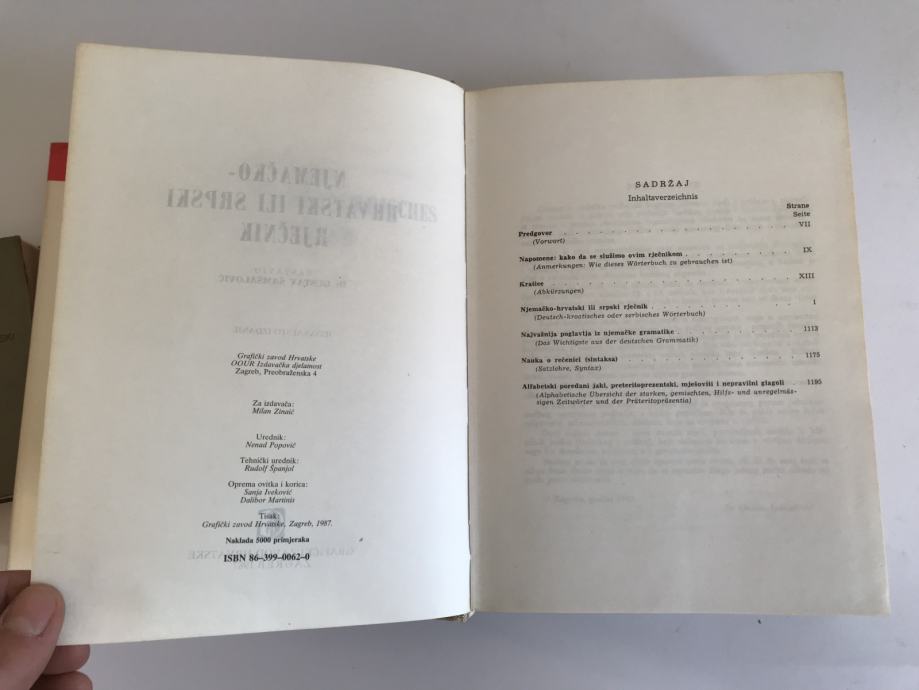 Grafički zavod Hrvatske
OOUR Izdavačka djelatnost
Zagreb, Preobraženska 4
Za izdavača:
Milan Zinaić
Urednik:
Nenad Popović
Tehnički urednik:
Rudolf Španjol
Oprema ovitka i korica:
Sanja Iveković
Dalibor Martinis
Tisak:
Grafički zavod Hrvatske, Zagreb, 1987.
Naklada 5000 primjeraka
ISBN 86-399-0062-0
SADRŽAJ
Inhaltsverzeichnis
Strana
Seite
Predgovor . . . . . . . . . . . . . . VII
(Vorwort)
Napomene: kako da se služimo ovim rječnikom . . . . . . IX
(Anmerkungen: Wie dieses Wörterbuch zu gebrauchen ist)
Kratice . . . . . . . . . . . . . . XIII
(Abkürzungen)
Njemačko-hrvatski ili srpski rječnik . . . . . . . . 1
(Deutsch-kroatisches oder serbisches Wörterbuch)
Najvažnija poglavlja iz njemačke gramatike . . . . . . 1113
(Das Wichtigste aus der deutschen Grammatik)
Nauka o rečenici (sintaksa) . . . . . . . . . 1175
(Satzlehre, Syntax)
Alfabetski poređani jaki, preteritoprezentski, mješoviti i nepravilni glagoli . 1195
(Alphabetische Übersicht der starken, gemischten, Hilfs- und unregelmäs-
sigen Zeitwörter und der Präteritopräsentia)